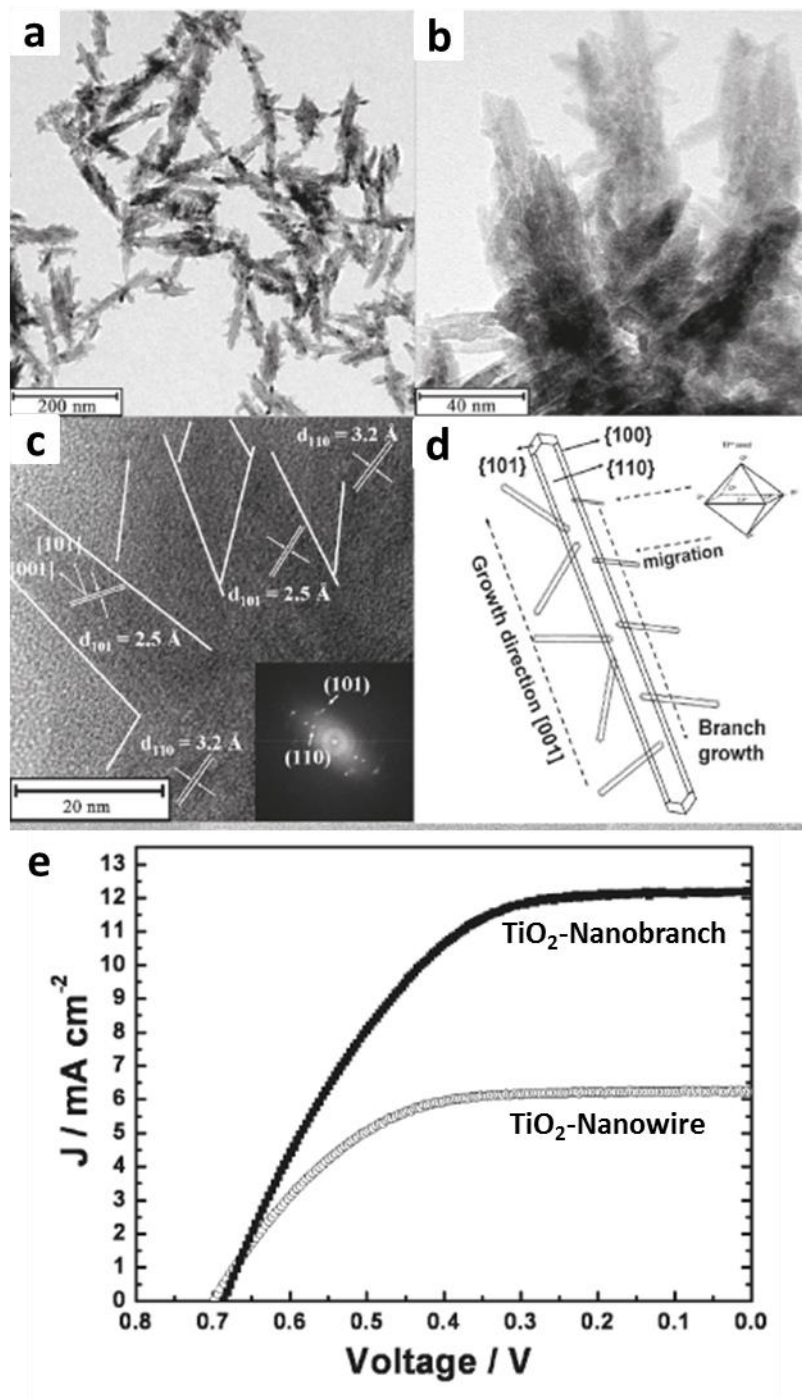 a
200 nm
b
40 nm
c
d₁₁₀ = 3.2 Å
[101]
[001]
d₁₀₁ = 2.5 Å
d₁₀₁ = 2.5 Å
d₁₁₀ = 3.2 Å
(101)
(110)
20 nm
d
{100}
{101}
{110}
migration
Growth direction [001]
Branch
growth
e
13
12
11
10
9
8
7
6
5
4
3
2
1
0
J / mA cm⁻²
TiO₂-Nanobranch
TiO₂-Nanowire
0.8 0.7 0.6 0.5 0.4 0.3 0.2 0.1 0.0
Voltage / V